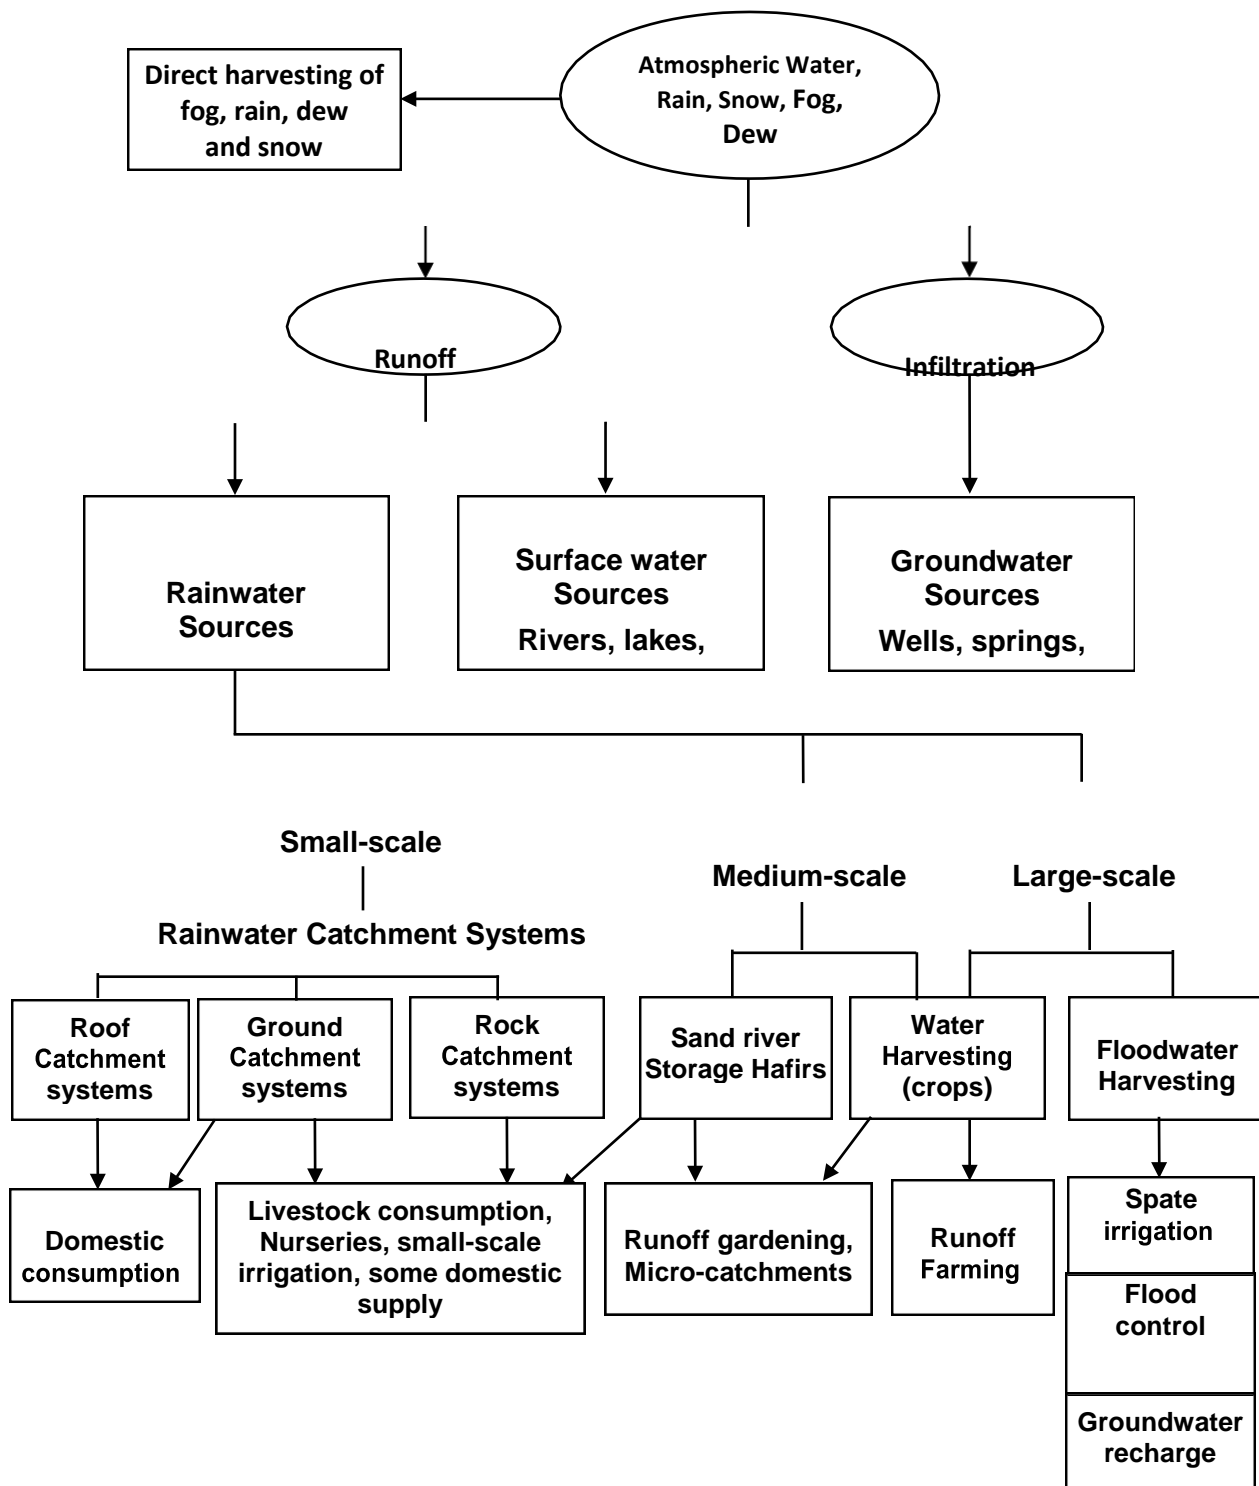 Direct harvesting of
fog, rain, dew
and snow
Atmospheric Water,
Rain, Snow, Fog,
Dew
Runoff
Infiltration
Rainwater
Sources
Surface water
Sources
Rivers, lakes,
Groundwater
Sources
Wells, springs,
Small-scale
Medium-scale
Large-scale
Rainwater Catchment Systems
Roof
Catchment
systems
Ground
Catchment
systems
Rock
Catchment
systems
Sand river
Storage Hafirs
Water
Harvesting
(crops)
Floodwater
Harvesting
Domestic
consumption
Livestock consumption,
Nurseries, small-scale
irrigation, some domestic
supply
Runoff gardening,
Micro-catchments
Runoff
Farming
Spate
irrigation
Flood
control
Groundwater
recharge